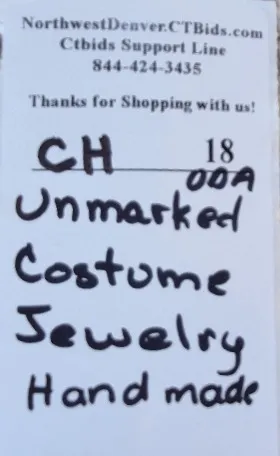 NorthwestDenver.CTBids.com
Ctbids Support Line
844-424-3435
Thanks for Shopping with us!
CH 18
OOA
Unmarked
Costume
Jewelry
Hand made